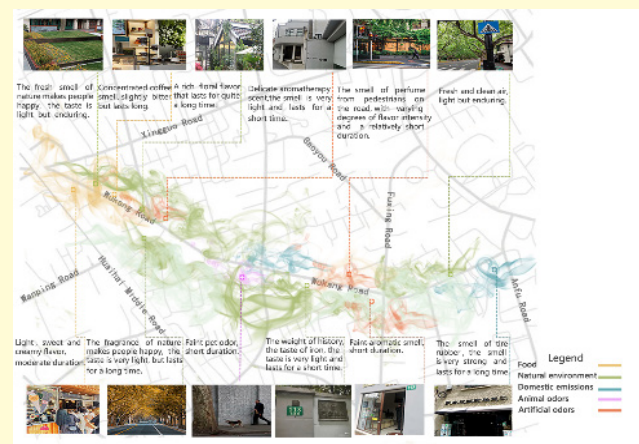 The fresh smell of
nature makes people
happy, the taste is
light but enduring.
Concentrated coffee
smell, slightly bitter
but lasts long.
A rich floral flavor
that lasts for quite
a long time.
Delicate aromatherapy
scent, the smell is very
light and lasts for a
short time.
The smell of perfume
from pedestrians on
the road, with varying
degrees of flavor intensity
and a relatively short
duration.
Fresh and clean air,
light but enduring.
Xingguo Road
Gaoyou Road
Fuxing Road
Wukang Road
Wukang Road
Anfu Road
Huaihai Middle Road
Wanping Road
Light, sweet and
creamy flavor,
moderate duration.
The fragrance of nature
makes people happy, the
taste is very light, but lasts
for a long time.
Faint pet odor,
short duration.
The weight of history,
the taste of iron, the
taste is very light and
lasts for a short time.
Faint aromatic smell,
short duration.
The smell of tire
rubber, the smell
is very strong and
lasts for a long time.
Legend
Food
Natural environment
Domestic emissions
Animal odors
Artificial odors